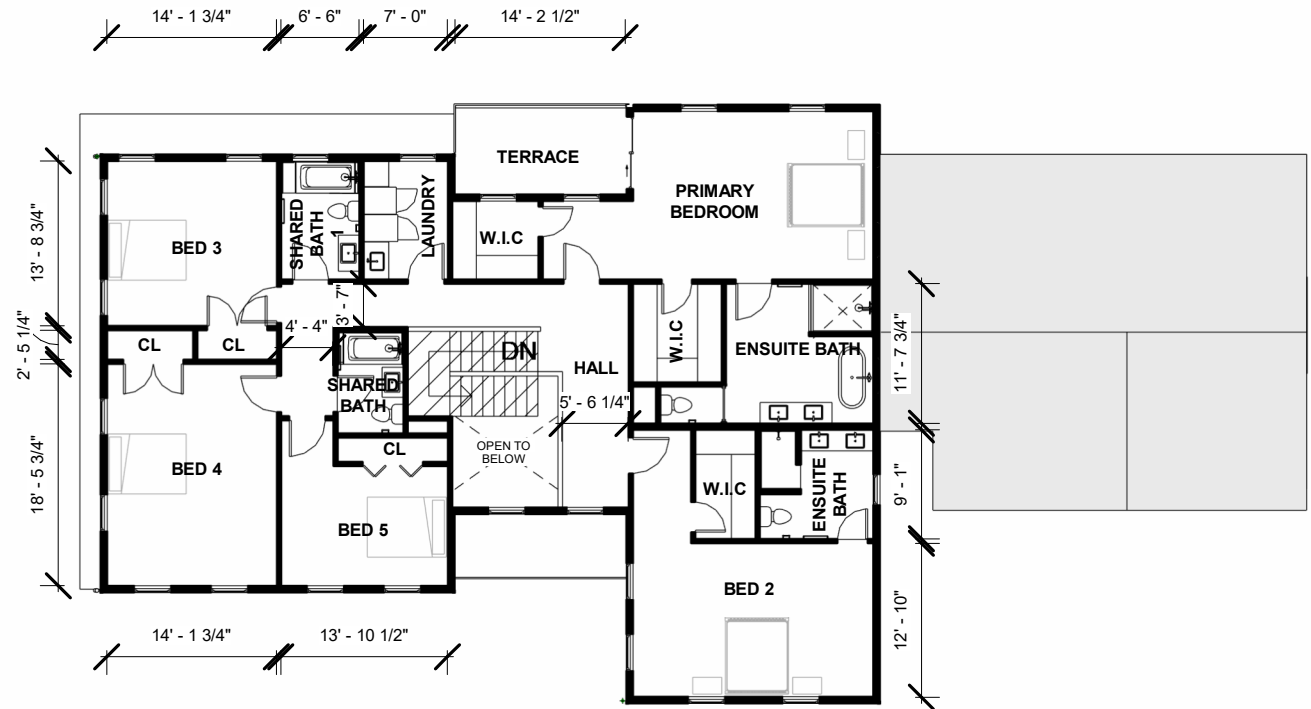 14' - 1 3/4"
6' - 6"
7' - 0"
14' - 2 1/2"
TERRACE
PRIMARY
BEDROOM
13' - 8 3/4"
BED 3
SHARED
BATH
1
LAUNDRY
W.I.C
2' - 5 1/4"
4' - 4"
3' - 7"
CL
CL
DN
HALL
W.I.C
ENSUITE BATH
11' - 7 3/4"
SHARED
BATH
5' - 6 1/4"
OPEN TO
BELOW
CL
18' - 5 3/4"
BED 4
BED 5
W.I.C
ENSUITE
BATH
9' - 1"
BED 2
12' - 10"
14' - 1 3/4"
13' - 10 1/2"